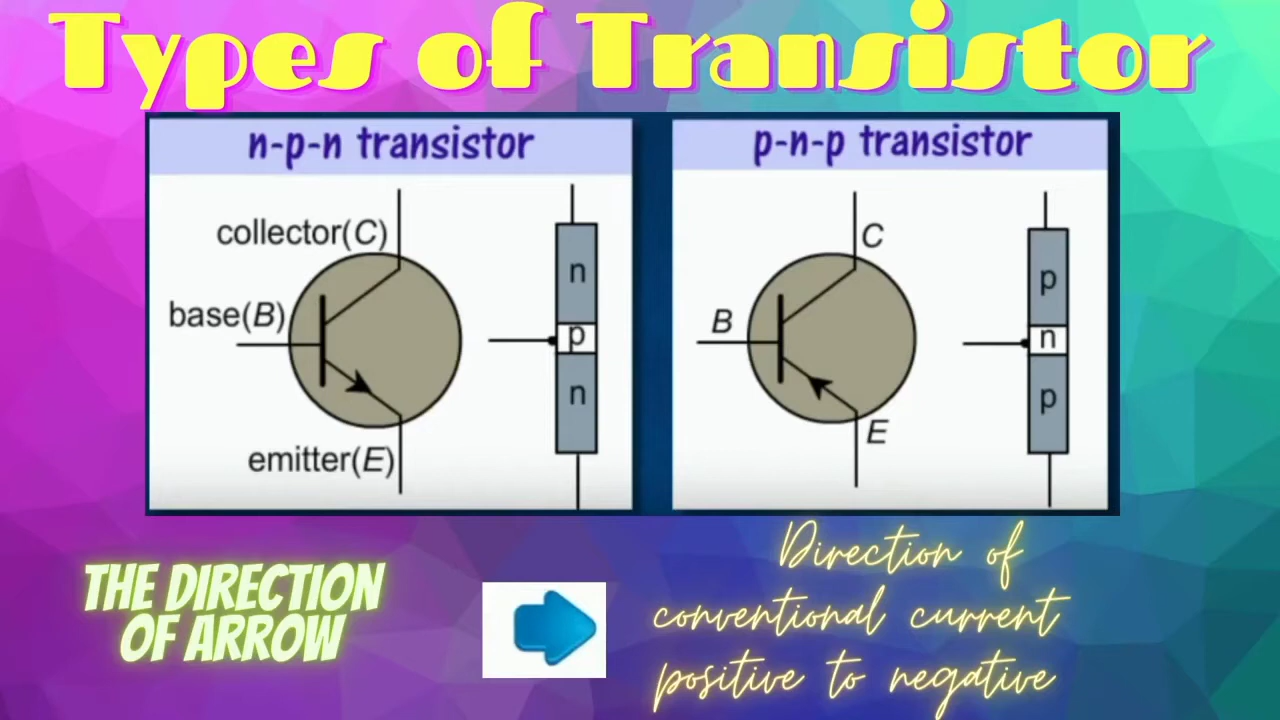 Types of Transistor
n-p-n transistor
collector(C)
base(B)
emitter(E)
n
p
n
p-n-p transistor
C
B
E
p
n
p
THE DIRECTION
OF ARROW
Direction of
conventional current
positive to negative